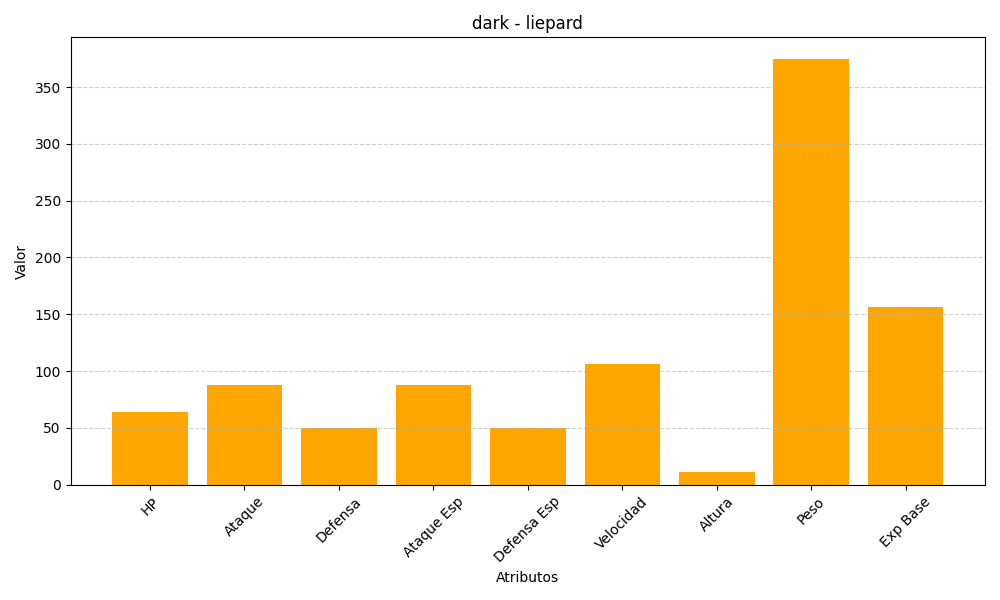 dark - liepard
Valor
350
300
250
200
150
100
50
0
HP
Ataque
Defensa
Ataque Esp
Defensa Esp
Velocidad
Altura
Peso
Exp Base
Atributos